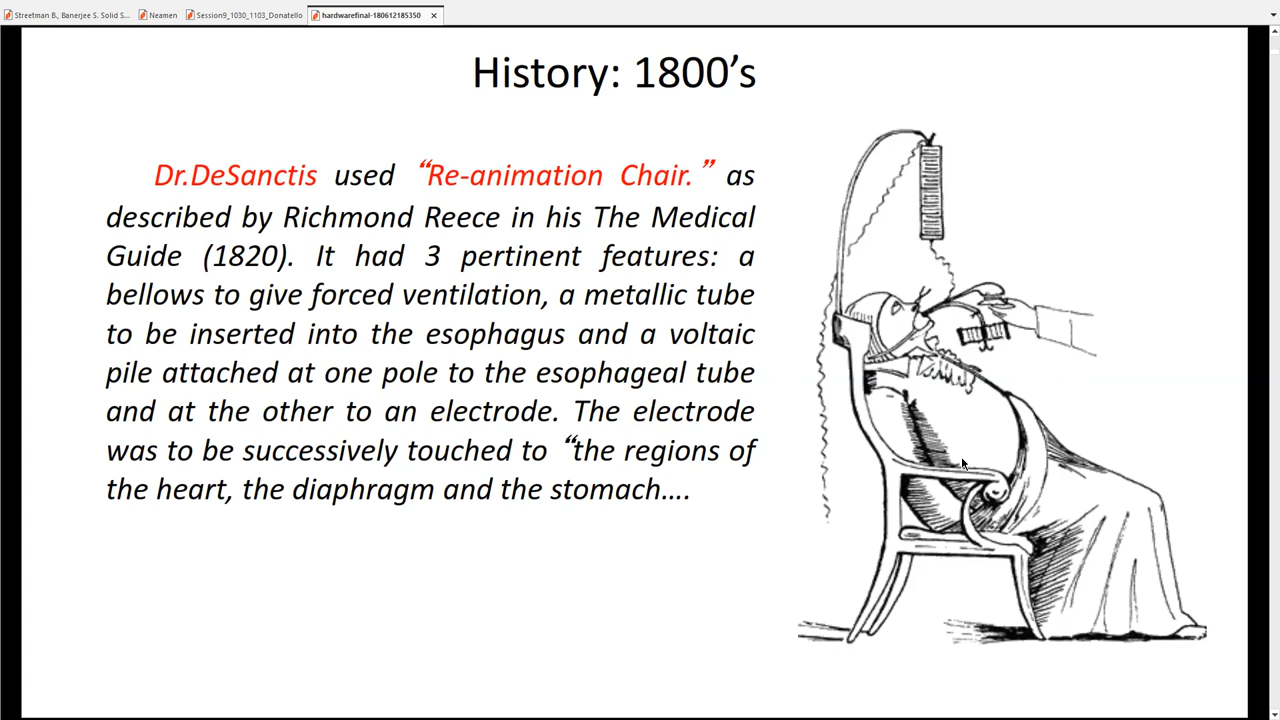 Streetman B., Banerjee S. Solid S...
Neamen
Session9_1030_1103_Donatello
hardwarefinal-180612185350
History: 1800’s
Dr.DeSanctis used “Re-animation Chair.” as
described by Richmond Reece in his The Medical
Guide (1820). It had 3 pertinent features: a
bellows to give forced ventilation, a metallic tube
to be inserted into the esophagus and a voltaic
pile attached at one pole to the esophageal tube
and at the other to an electrode. The electrode
was to be successively touched to “the regions of
the heart, the diaphragm and the stomach….